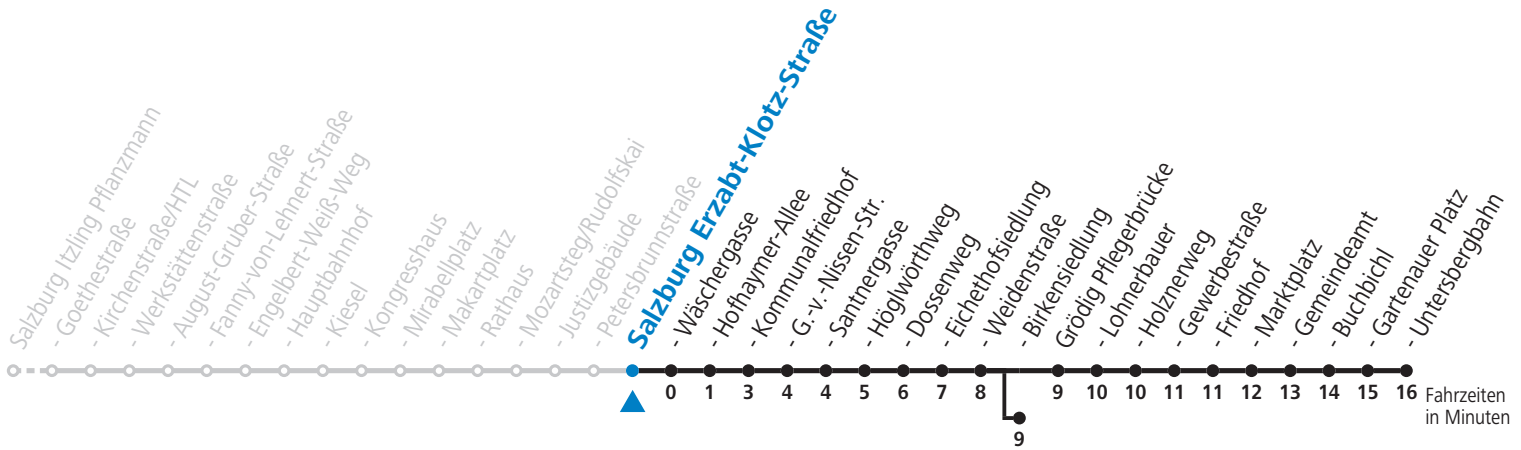 Salzburg Itzling Pflanzmann
- Goethestraße
- Kirchenstraße/HTL
- Werkstättenstraße
- August-Gruber-Straße
- Fanny-von-Lehnert-Straße
- Engelbert-Weiß-Weg
- Hauptbahnhof
- Kiesel
- Kongresshaus
- Mirabellplatz
- Makartplatz
- Rathaus
- Mozartsteg/Rudolfskai
- Justizgebäude
- Petersbrunnstraße
Salzburg Erzabt-Klotz-Straße
- Wäschergasse
- Hofhaymer-Allee
- Kommunalfriedhof
- G.-v.-Nissen-Str.
- Santnergasse
- Höglwörthweg
- Dossenweg
- Eichethofsiedlung
- Weidenstraße
- Birkensiedlung
Grödig Pflegerbrücke
- Lohnerbauer
- Holznerweg
- Gewerbestraße
- Friedhof
- Marktplatz
- Gemeindeamt
- Buchbichl
- Gartenauer Platz
- Untersbergbahn
0 1 3 4 4 5 6 7 8 9 10 10 11 11 12 13 14 15 16
9
Fahrzeiten
in Minuten